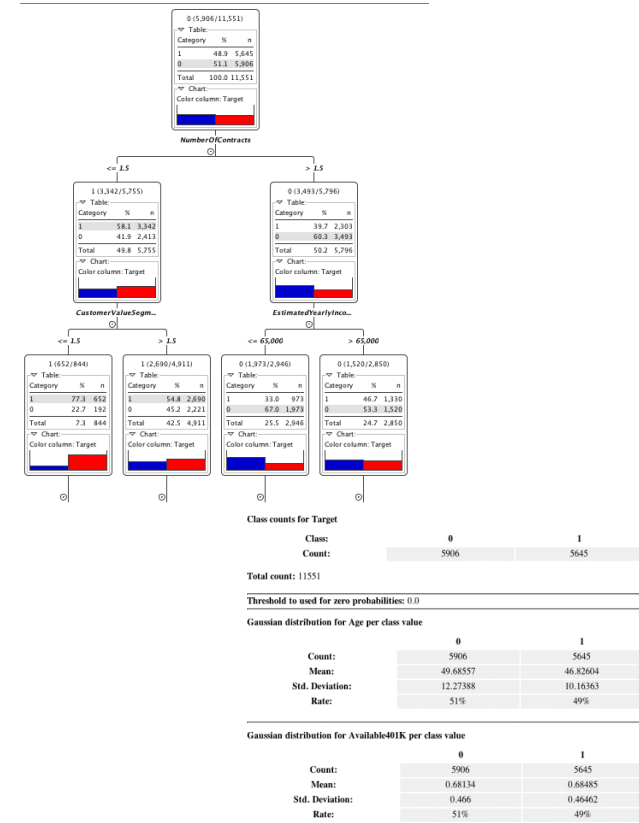 0 (5,906/11,551)
Table:
Category % n
1 48.9 5,645
0 51.1 5,906
Total 100.0 11,551
Chart:
Color column: Target
NumberOfContracts
<= 1.5 > 1.5
1 (3,342/5,755)
Table:
Category % n
1 58.1 3,342
0 41.9 2,413
Total 49.8 5,755
Chart:
Color column: Target
CustomerValueSegm...
0 (3,493/5,796)
Table:
Category % n
1 39.7 2,303
0 60.3 3,493
Total 50.2 5,796
Chart:
Color column: Target
EstimatedYearlyInco...
<= 1.5 > 1.5 <= 65,000 > 65,000
1 (652/844)
Table:
Category % n
1 77.3 652
0 22.7 192
Total 7.3 844
Chart:
Color column: Target
1 (2,690/4,911)
Table:
Category % n
1 54.8 2,690
0 45.2 2,221
Total 42.5 4,911
Chart:
Color column: Target
0 (1,973/2,946)
Table:
Category % n
1 33.0 973
0 67.0 1,973
Total 25.5 2,946
Chart:
Color column: Target
0 (1,520/2,850)
Table:
Category % n
1 46.7 1,330
0 53.3 1,520
Total 24.7 2,850
Chart:
Color column: Target
Class counts for Target
Class: 0 1
Count: 5906 5645
Total count: 11551
Threshold to used for zero probabilities: 0.0
Gaussian distribution for Age per class value
0 1
Count: 5906 5645
Mean: 49.68557 46.82604
Std. Deviation: 12.27388 10.16363
Rate: 51% 49%
Gaussian distribution for Available401K per class value
0 1
Count: 5906 5645
Mean: 0.68134 0.68485
Std. Deviation: 0.466 0.46462
Rate: 51% 49%